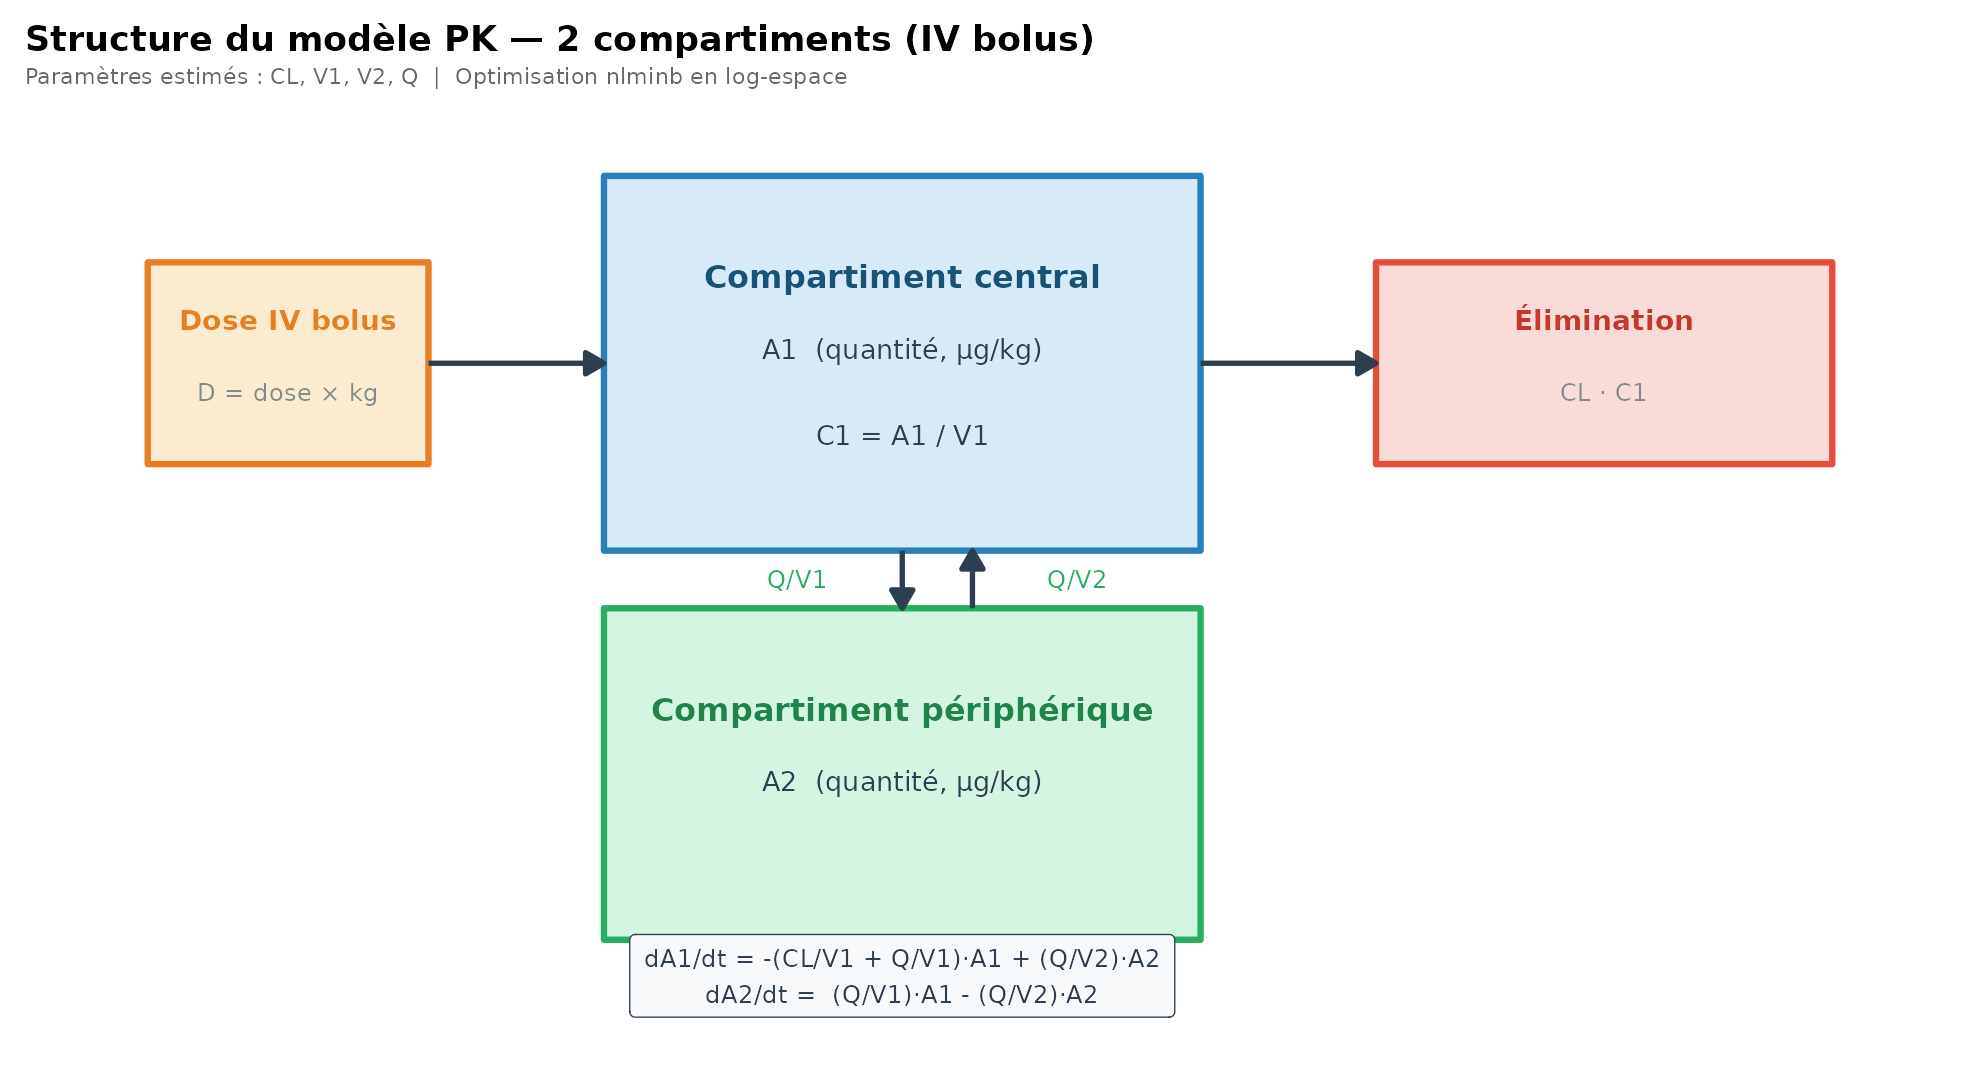 Structure du modèle PK — 2 compartiments (IV bolus)
Paramètres estimés : CL, V1, V2, Q  |  Optimisation nlminb en log-espace
Dose IV bolus
D = dose × kg
Compartiment central
A1  (quantité, µg/kg)
C1 = A1 / V1
Élimination
CL · C1
Q/V1
Q/V2
Compartiment périphérique
A2  (quantité, µg/kg)
dA1/dt = -(CL/V1 + Q/V1)·A1 + (Q/V2)·A2
dA2/dt =  (Q/V1)·A1 - (Q/V2)·A2